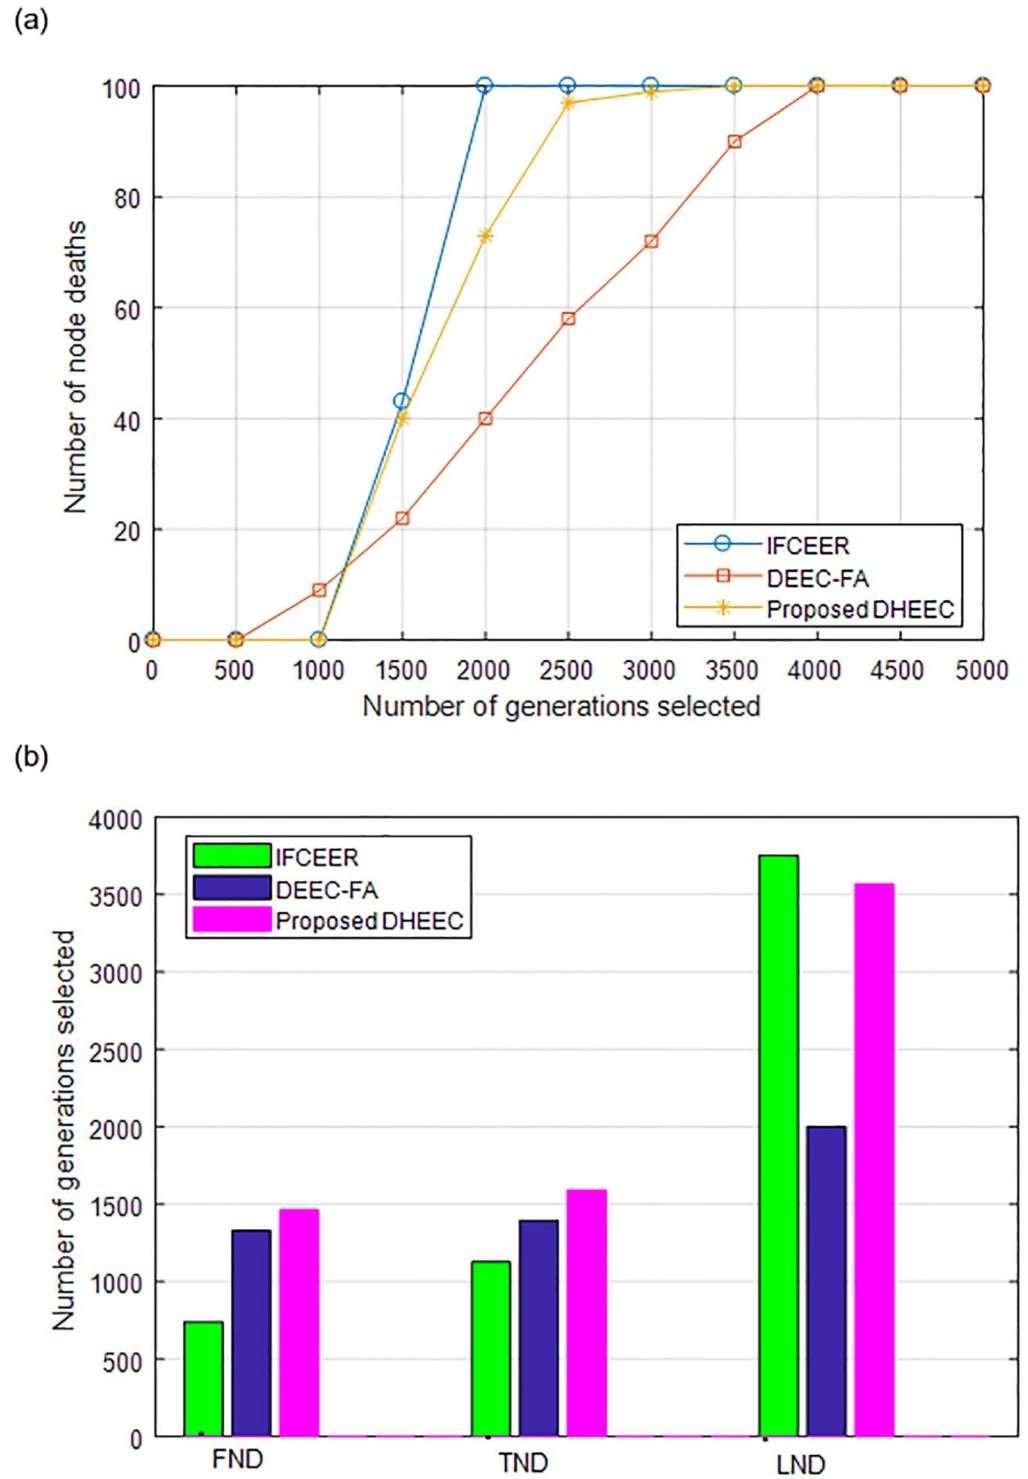 (a)
100
80
60
40
20
0
Number of node deaths
IFCEER
DEEC-FA
Proposed DHEEC
0 500 1000 1500 2000 2500 3000 3500 4000 4500 5000
Number of generations selected
(b)
4000
3500
3000
2500
2000
1500
1000
500
0
Number of generations selected
IFCEER
DEEC-FA
Proposed DHEEC
FND TND LND